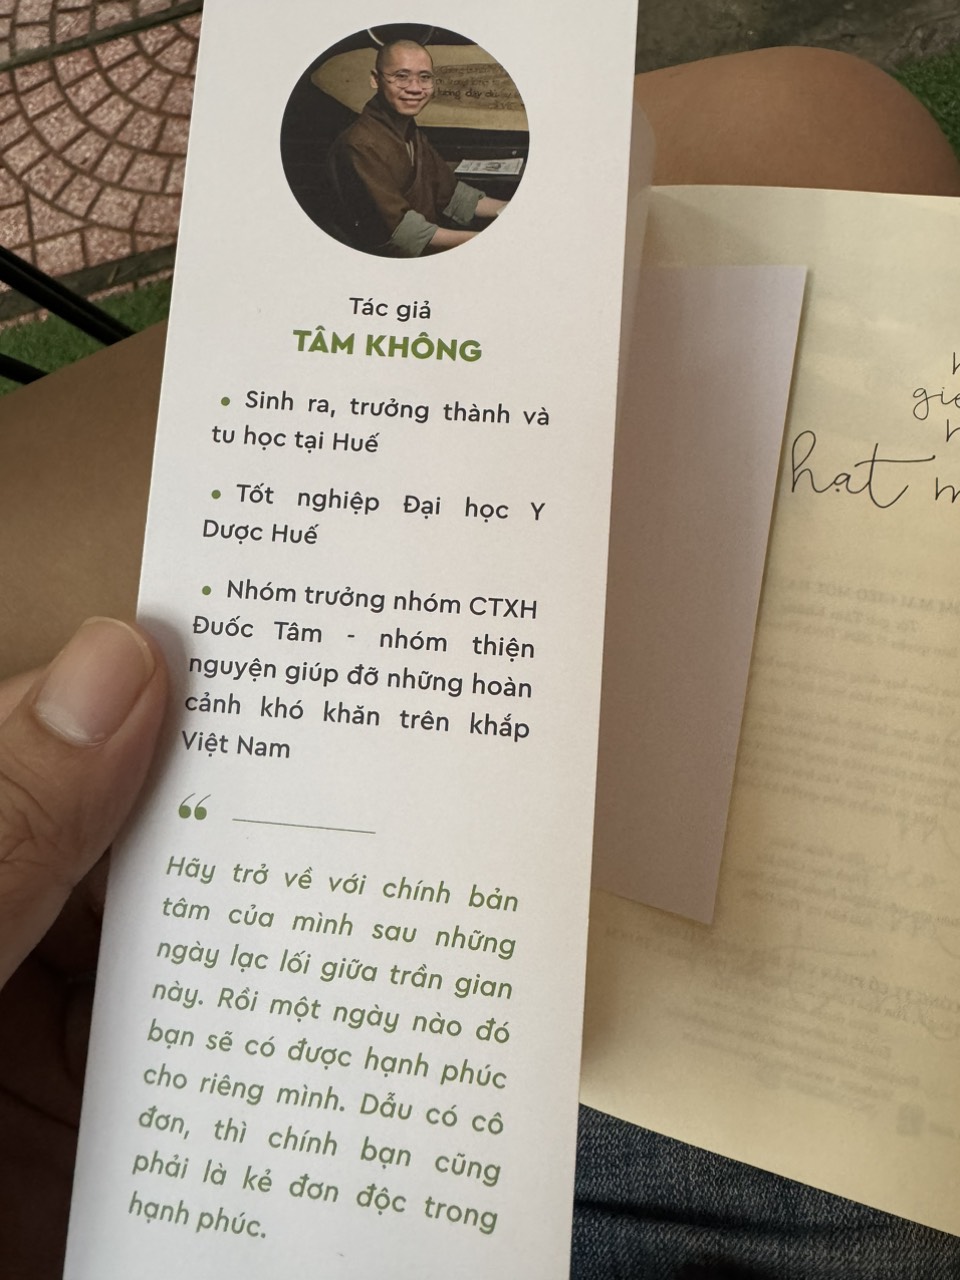 Tác giả
TÂM KHÔNG
• Sinh ra, trưởng thành và
tu học tại Huế
• Tốt nghiệp Đại học Y
Dược Huế
• Nhóm trưởng nhóm CTXH
Đuốc Tâm - nhóm thiện
nguyện giúp đỡ những hoàn
cảnh khó khăn trên khắp
Việt Nam
“
Hãy trở về với chính bản
tâm của mình sau những
ngày lạc lối giữa trần gian
này. Rồi một ngày nào đó
bạn sẽ có được hạnh phúc
cho riêng mình. Dẫu có cô
đơn, thì chính bạn cũng
phải là kẻ đơn độc trong
hạnh phúc.
hạt